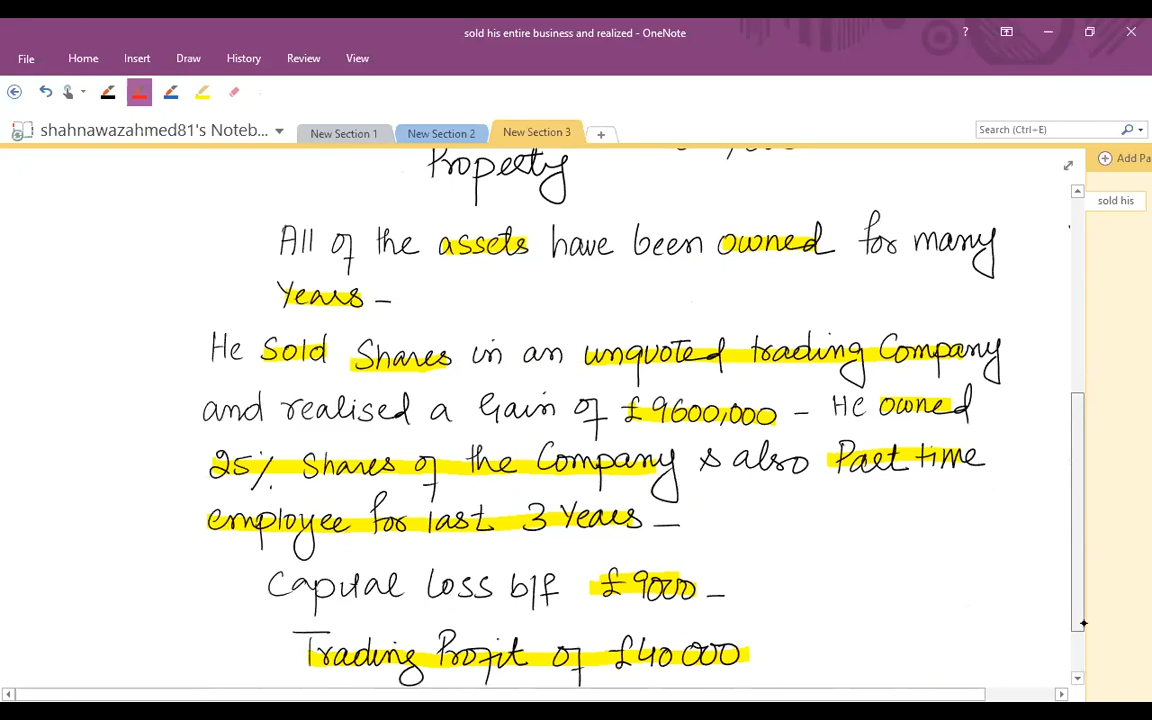 sold his entire business and realized - OneNote
?
File
Home
Insert
Draw
History
Review
View
shahnawazahmed81's Noteb...
New Section 1
New Section 2
New Section 3
+
Search (Ctrl+E)
Add Pa
sold his
Property
All of the assets have been owned for many
Years -
He Sold Shares in an unquoted trading Company
and realised a Gain of £9600,000 - He owned
25% Shares of the Company & also Part time
employee for last 3 Years -
Capital loss b/f £9000 -
Trading Profit of £40000